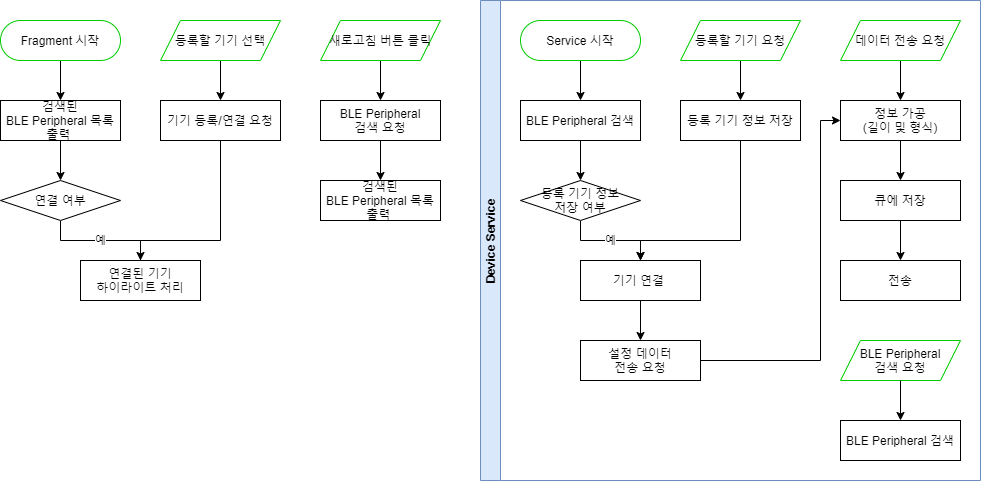 Fragment 시작
검색된
BLE Peripheral 목록
출력
연결 여부
예
등록할 기기 선택
기기 등록/연결 요청
연결된 기기
하이라이트 처리
새로고침 버튼 클릭
BLE Peripheral
검색 요청
검색된
BLE Peripheral 목록
출력
Device Service
Service 시작
BLE Peripheral 검색
등록 기기 정보
저장 여부
예
등록할 기기 요청
등록 기기 정보 저장
기기 연결
설정 데이터
전송 요청
데이터 전송 요청
정보 가공
(길이 및 형식)
큐에 저장
전송
BLE Peripheral
검색 요청
BLE Peripheral 검색